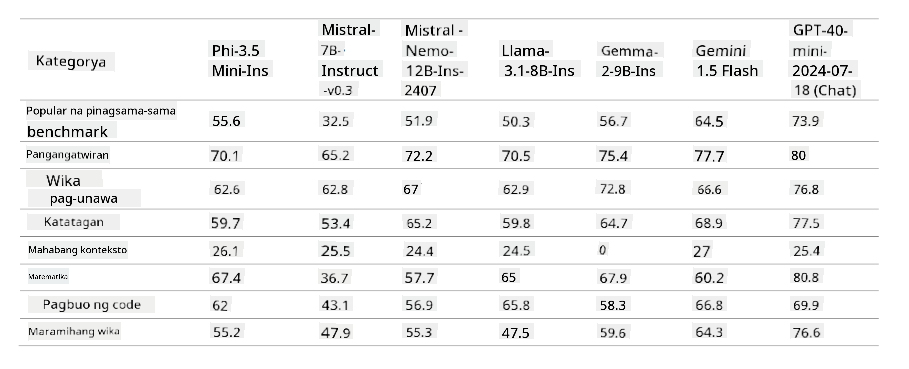 Kategorya Phi-3.5 Mini-Ins Mistral-7B-Instruct-v0.3 Mistral -Nemo-12B-Ins-2407 Llama-3.1-8B-Ins Gemma-2-9B-Ins Gemini 1.5 Flash GPT-40-mini-2024-07-18 (Chat)
Popular na pinagsama-sama benchmark 55.6 32.5 51.9 50.3 56.7 64.5 73.9
Pangangatwiran 70.1 65.2 72.2 70.5 75.4 77.7 80
Wika pag-unawa 62.6 62.8 67 62.9 72.8 66.6 76.8
Katatagan 59.7 53.4 65.2 59.8 64.7 68.9 77.5
Mahabang konteksto 26.1 25.5 24.4 24.5 0 27 25.4
Matematika 67.4 36.7 57.7 65 67.9 60.2 80.8
Pagbuo ng code 62 43.1 56.9 65.8 58.3 66.8 69.9
Maramihang wika 55.2 47.9 55.3 47.5 59.6 64.3 76.6